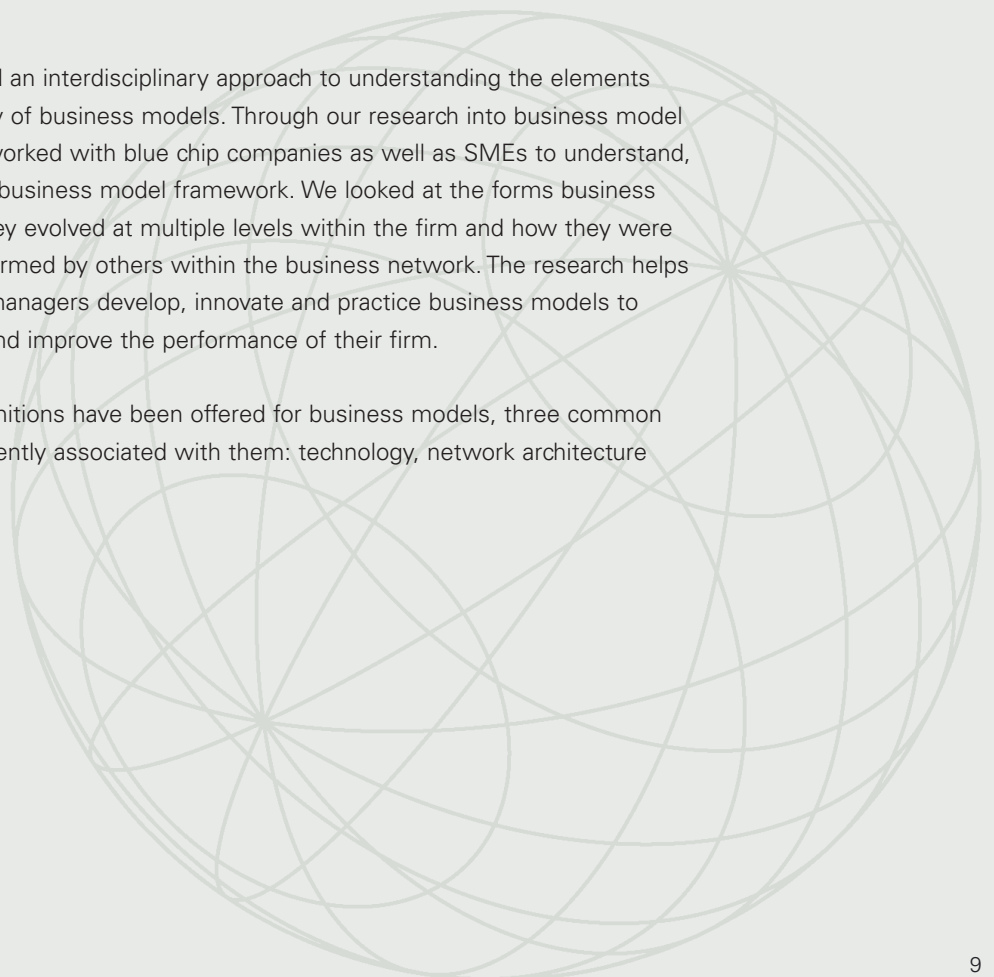 an interdisciplinary approach to understanding the elements
of business models. Through our research into business model
worked with blue chip companies as well as SMEs to understand,
business model framework. We looked at the forms business
ey evolved at multiple levels within the firm and how they were
ormed by others within the business network. The research helps
managers develop, innovate and practice business models to
nd improve the performance of their firm.
nitions have been offered for business models, three common
ently associated with them: technology, network architecture
9